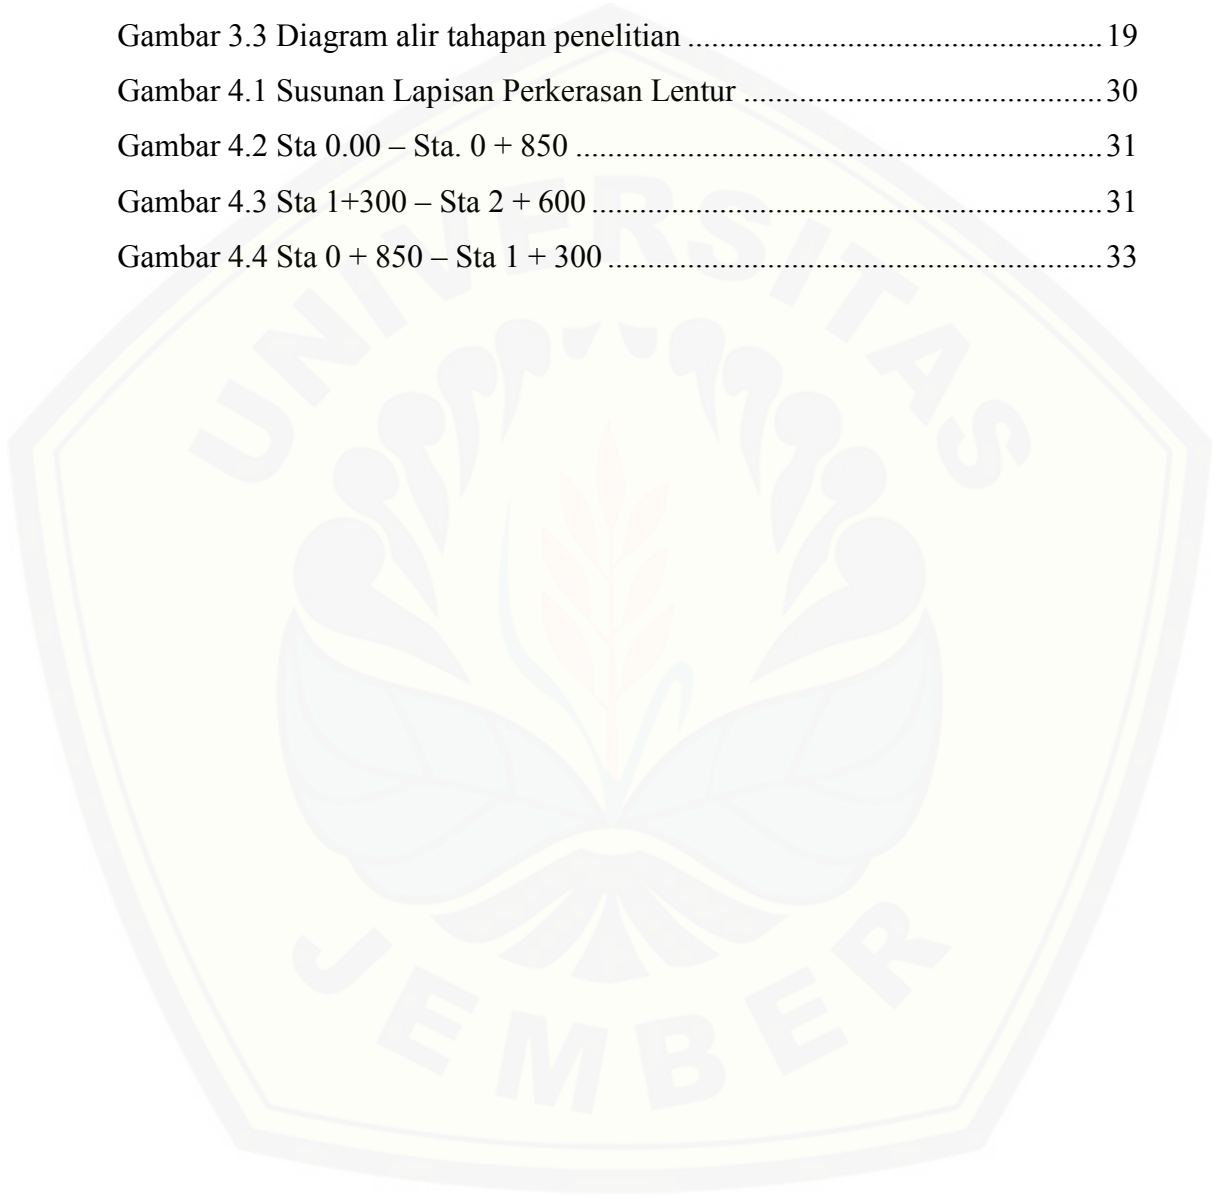 Gambar 3.3 Diagram alir tahapan penelitian ........................................................ 19
Gambar 4.1 Susunan Lapisan Perkerasan Lentur ................................................ 30
Gambar 4.2 Sta 0.00 – Sta. 0 + 850 ...................................................................... 31
Gambar 4.3 Sta 1+300 – Sta 2 + 600 .................................................................... 31
Gambar 4.4 Sta 0 + 850 – Sta 1 + 300 .................................................................. 33
UNIVERSITAS
JEMBER